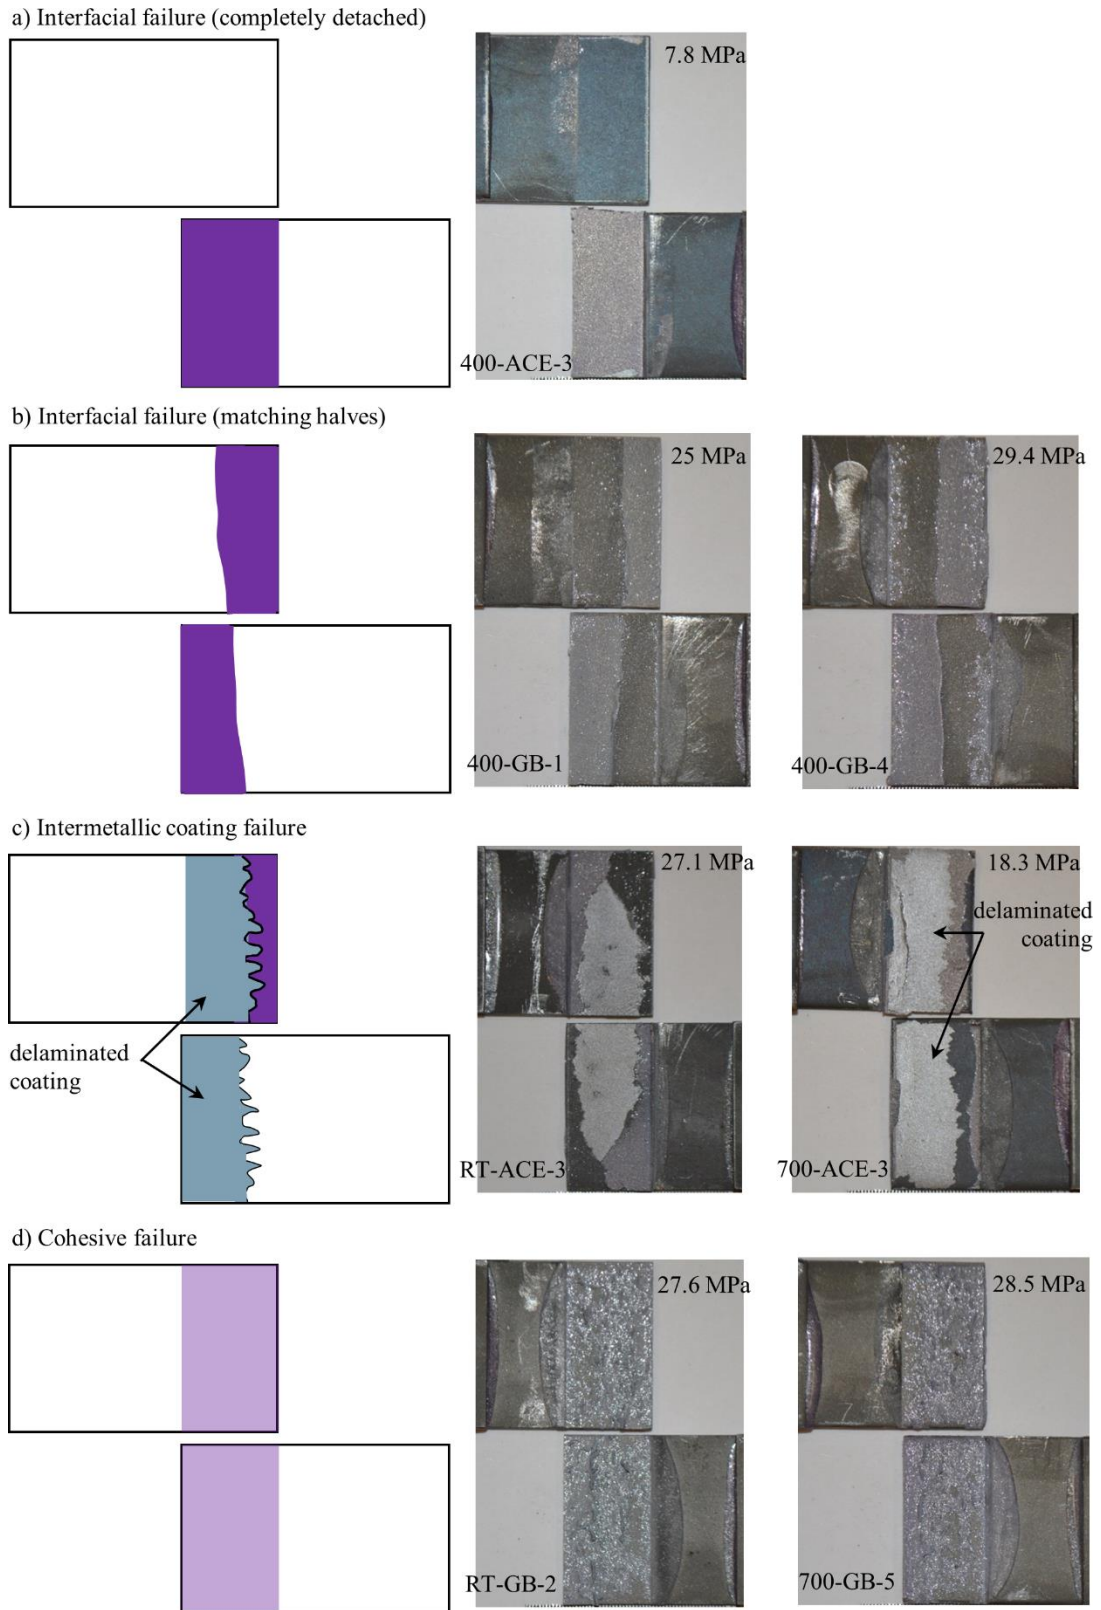 a) Interfacial failure (completely detached)
7.8 MPa
400-ACE-3
b) Interfacial failure (matching halves)
25 MPa
29.4 MPa
400-GB-1
400-GB-4
c) Intermetallic coating failure
27.1 MPa
18.3 MPa
delaminated
coating
delaminated
coating
RT-ACE-3
700-ACE-3
d) Cohesive failure
27.6 MPa
28.5 MPa
RT-GB-2
700-GB-5